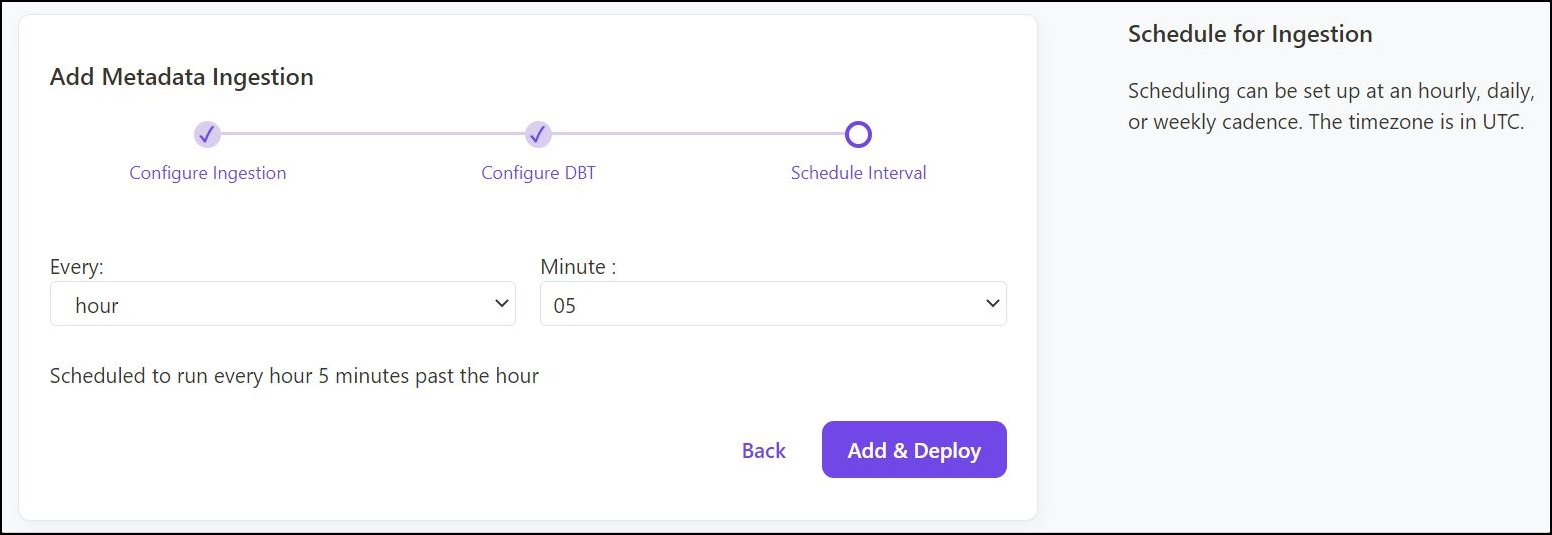 Add Metadata Ingestion
Configure Ingestion
Configure DBT
Schedule Interval
Every:
Minute :
hour
05
Scheduled to run every hour 5 minutes past the hour
Back
Add & Deploy
Schedule for Ingestion
Scheduling can be set up at an hourly, daily,
or weekly cadence. The timezone is in UTC.